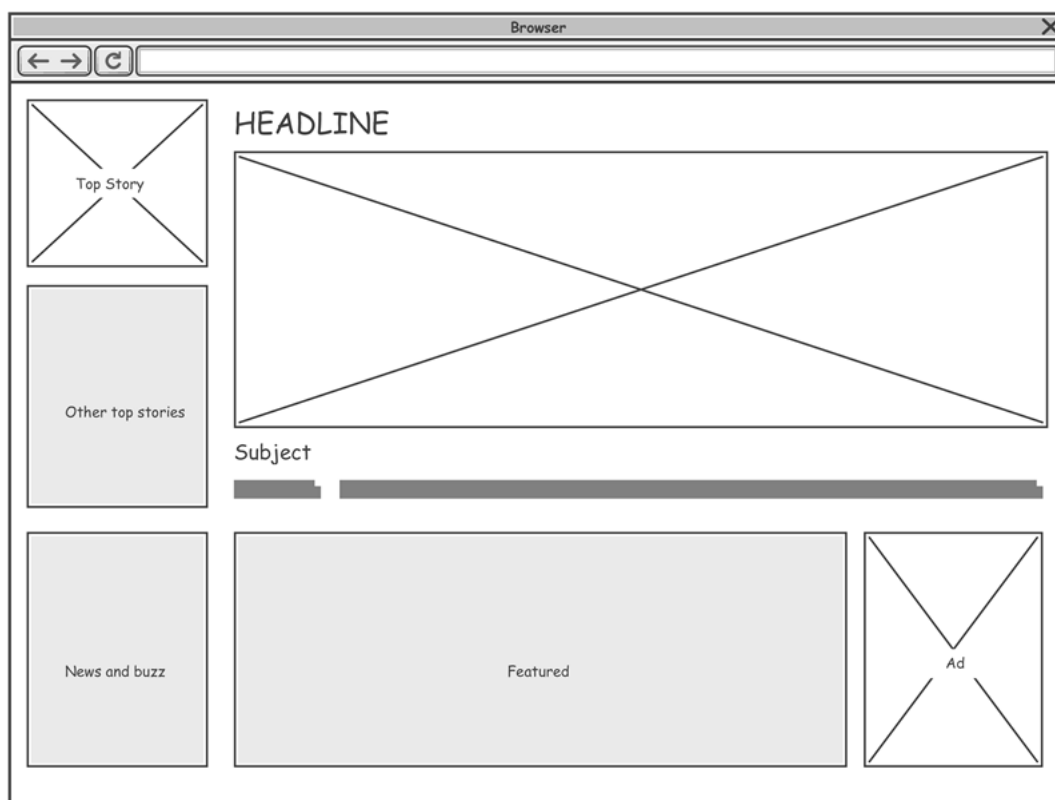 Browser
HEADLINE
Top Story
Other top stories
Subject
News and buzz
Featured
Ad